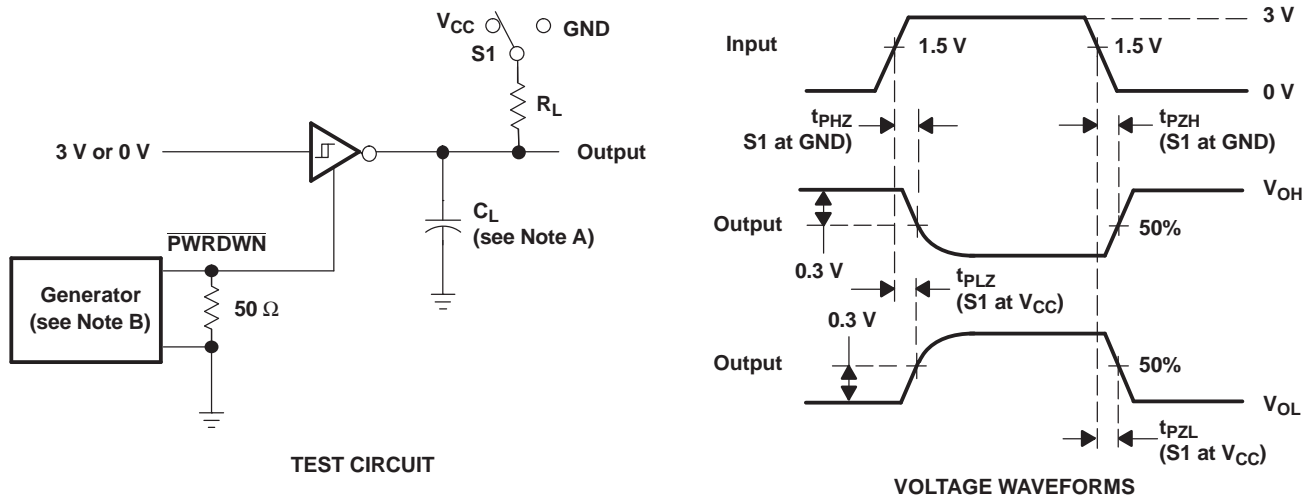 VCC
GND
S1
RL
3 V or 0 V
Output
CL
(see Note A)
PWRDWN
Generator
(see Note B)
50 Ω
TEST CIRCUIT
Input
3 V
1.5 V
1.5 V
0 V
tPHZ
S1 at GND)
tPZH
(S1 at GND)
Output
VOH
50%
0.3 V
tPLZ
(S1 at VCC)
0.3 V
Output
50%
VOL
tPZL
(S1 at VCC)
VOLTAGE WAVEFORMS